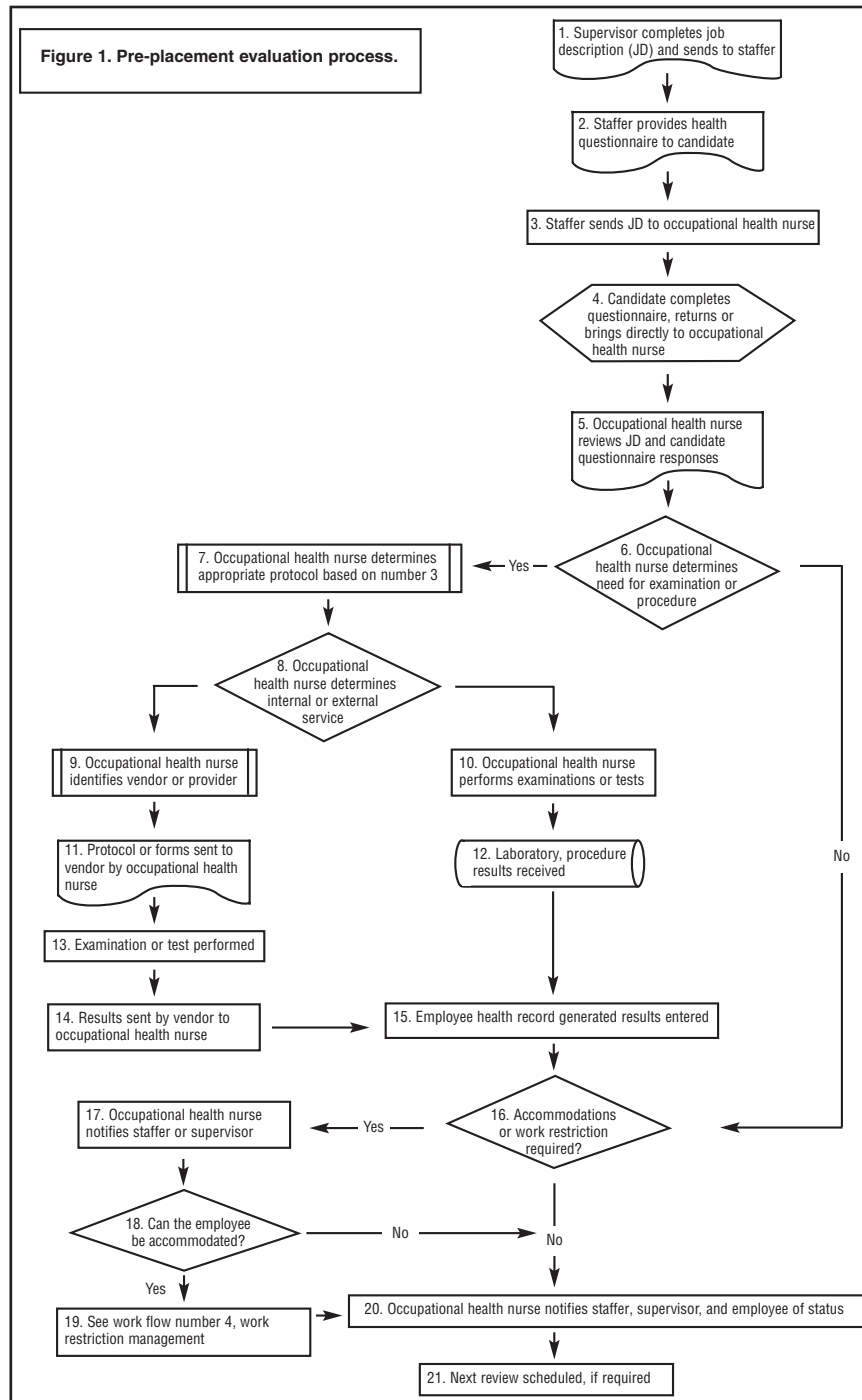 Figure 1. Pre-placement evaluation process.
1. Supervisor completes job
description (JD) and sends to staffer
2. Staffer provides health
questionnaire to candidate
3. Staffer sends JD to occupational health nurse
4. Candidate completes
questionnaire, returns or
brings directly to occupational
health nurse
5. Occupational health nurse
reviews JD and candidate
questionnaire responses
6. Occupational
health nurse determines
need for examination or
procedure
Yes
7. Occupational health nurse determines
appropriate protocol based on number 3
8. Occupational
health nurse determines
internal or external
service
9. Occupational health nurse
identifies vendor or provider
10. Occupational health nurse
performs examinations or tests
11. Protocol or forms sent to
vendor by occupational health
nurse
12. Laboratory, procedure
results received
No
13. Examination or test performed
14. Results sent by vendor to
occupational health nurse
15. Employee health record generated results entered
16. Accommodations
or work restriction
required?
Yes
17. Occupational health nurse
notifies staffer or supervisor
18. Can the employee
be accommodated?
No
No
Yes
19. See work flow number 4, work
restriction management
20. Occupational health nurse notifies staffer, supervisor, and employee of status
21. Next review scheduled, if required